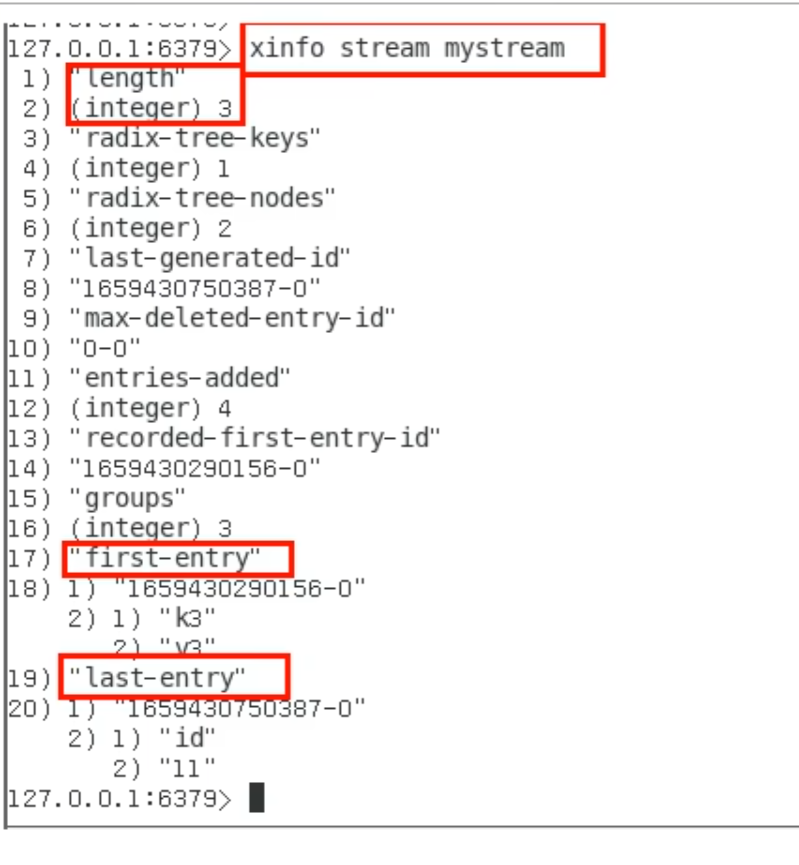 127.0.0.1:6379> xinfo stream mystream
 1) "length"
 2) (integer) 3
 3) "radix-tree-keys"
 4) (integer) 1
 5) "radix-tree-nodes"
 6) (integer) 2
 7) "last-generated-id"
 8) "1659430750387-0"
 9) "max-deleted-entry-id"
10) "0-0"
11) "entries-added"
12) (integer) 4
13) "recorded-first-entry-id"
14) "1659430290156-0"
15) "groups"
16) (integer) 3
17) "first-entry"
18) 1) "1659430290156-0"
    2) 1) "k3"
       2) "v3"
19) "last-entry"
20) 1) "1659430750387-0"
    2) 1) "id"
       2) "11"
127.0.0.1:6379>